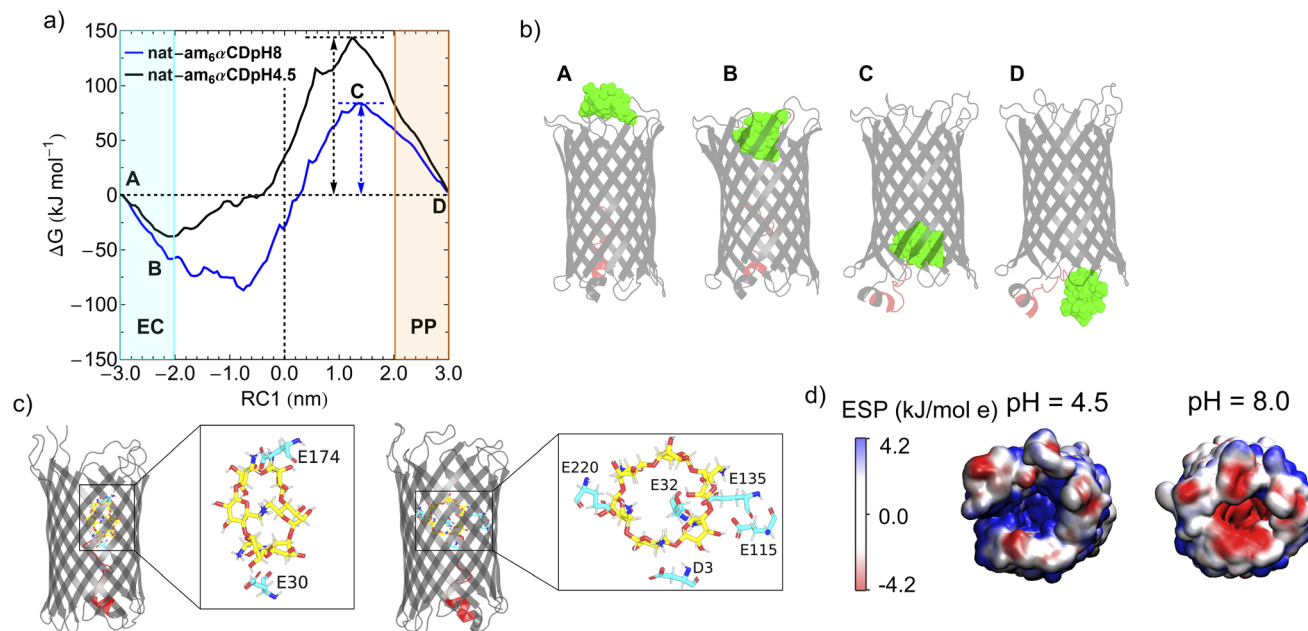 a)
ΔG (kJ mol⁻¹)
150
100
50
0
−50
−100
−150
nat−am₆αCDpH8
nat−am₆αCDpH4.5
A
B
C
D
EC
PP
−3.0 −2.0 −1.0 0.0 1.0 2.0 3.0
RC1 (nm)
b)
A B C D
c)
E174
E30
E220
E32
E135
E115
D3
d)
ESP (kJ/mol e)
pH = 4.5
pH = 8.0
4.2
0.0
-4.2